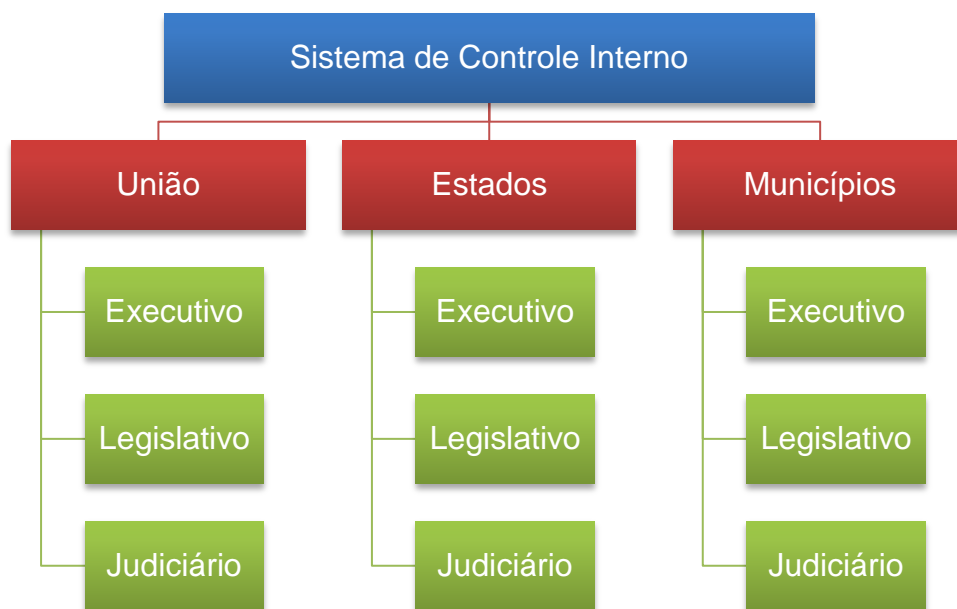 Sistema de Controle Interno
União
Estados
Municípios
Executivo
Executivo
Executivo
Legislativo
Legislativo
Legislativo
Judiciário
Judiciário
Judiciário